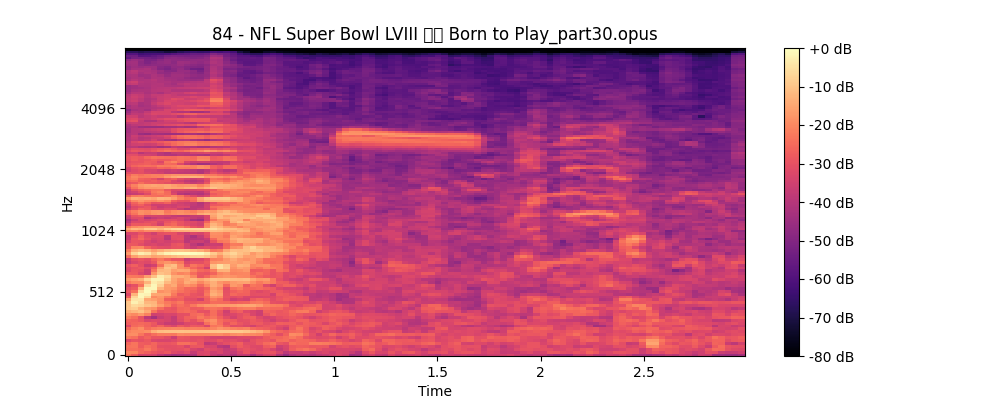 84 - NFL Super Bowl LVIII Born to Play_part30.opus
4096
2048
1024
512
0
Hz
0
0.5
1
1.5
2
2.5
Time
+0 dB
-10 dB
-20 dB
-30 dB
-40 dB
-50 dB
-60 dB
-70 dB
-80 dB